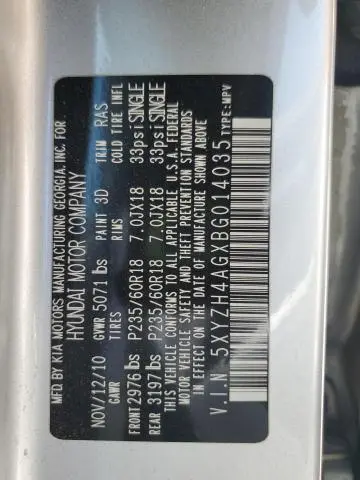 MFD.BY KIA MOTORS MANUFACTURING GEORGIA, INC. FOR
HYUNDAI MOTOR COMPANY
NOV/12/10 GVWR 5071 lbs PAINT 3D TRIM RAS
GAWR TIRES RIMS COLD TIRE INFL
FRONT 2976 lbs P235/60R18 7.0JX18 33psi SINGLE
REAR 3197 lbs P235/60R18 7.0JX18 33psi SINGLE
THIS VEHICLE CONFORMS TO ALL APPLICABLE U.S.A. FEDERAL
MOTOR VEHICLE SAFETY AND THEFT PREVENTION STANDARDS
IN EFFECT ON THE DATE OF MANUFACTURE SHOWN ABOVE
V.I.N 5XYZH4AGXBG014035 TYPE:MPV